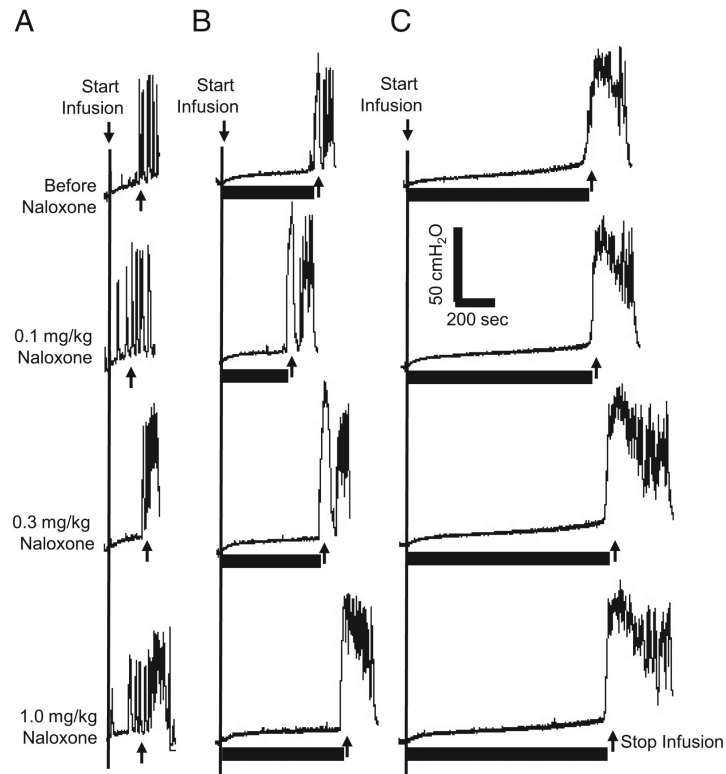 A
B
C
Start
Infusion
Start
Infusion
Start
Infusion
Before
Naloxone
50 cmH₂O
200 sec
0.1 mg/kg
Naloxone
0.3 mg/kg
Naloxone
1.0 mg/kg
Naloxone
Stop Infusion